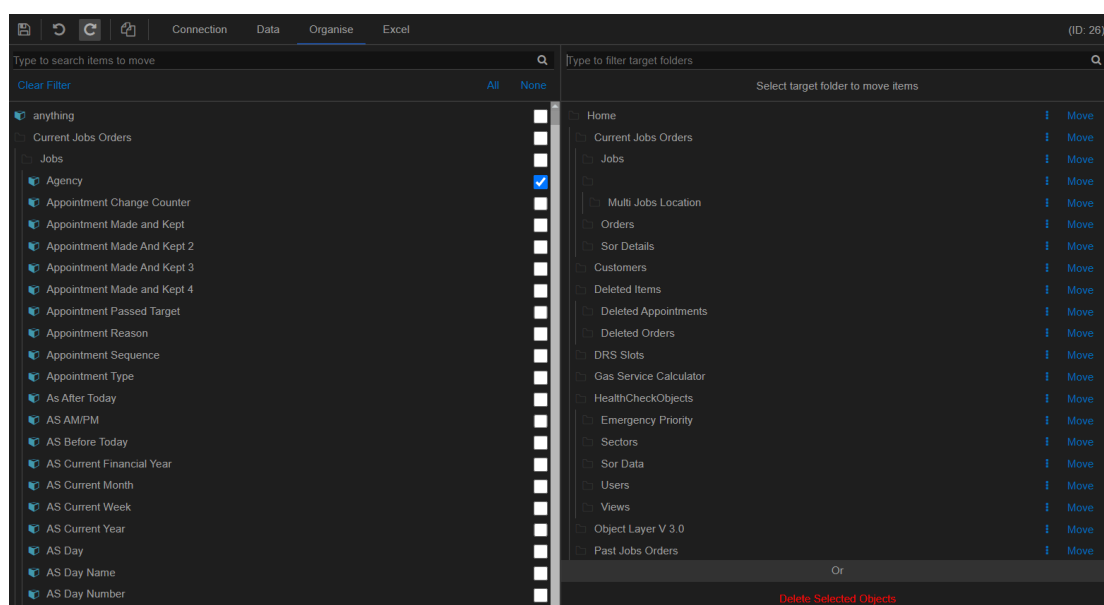 Connection Data Organise Excel (ID: 26)
Type to search items to move
Clear Filter All None
anything
Current Jobs Orders
Jobs
Agency
Appointment Change Counter
Appointment Made and Kept
Appointment Made And Kept 2
Appointment Made And Kept 3
Appointment Made and Kept 4
Appointment Passed Target
Appointment Reason
Appointment Sequence
Appointment Type
As After Today
AS AM/PM
AS Before Today
AS Current Financial Year
AS Current Month
AS Current Week
AS Current Year
AS Day
AS Day Name
AS Day Number
Type to filter target folders
Select target folder to move items
Home Move
Current Jobs Orders Move
Jobs Move
Move
Multi Jobs Location Move
Orders Move
Sor Details Move
Customers Move
Deleted Items Move
Deleted Appointments Move
Deleted Orders Move
DRS Slots Move
Gas Service Calculator Move
HealthCheckObjects Move
Emergency Priority Move
Sectors Move
Sor Data Move
Users Move
Views Move
Object Layer V 3.0 Move
Past Jobs Orders Move
Or
Delete Selected Objects